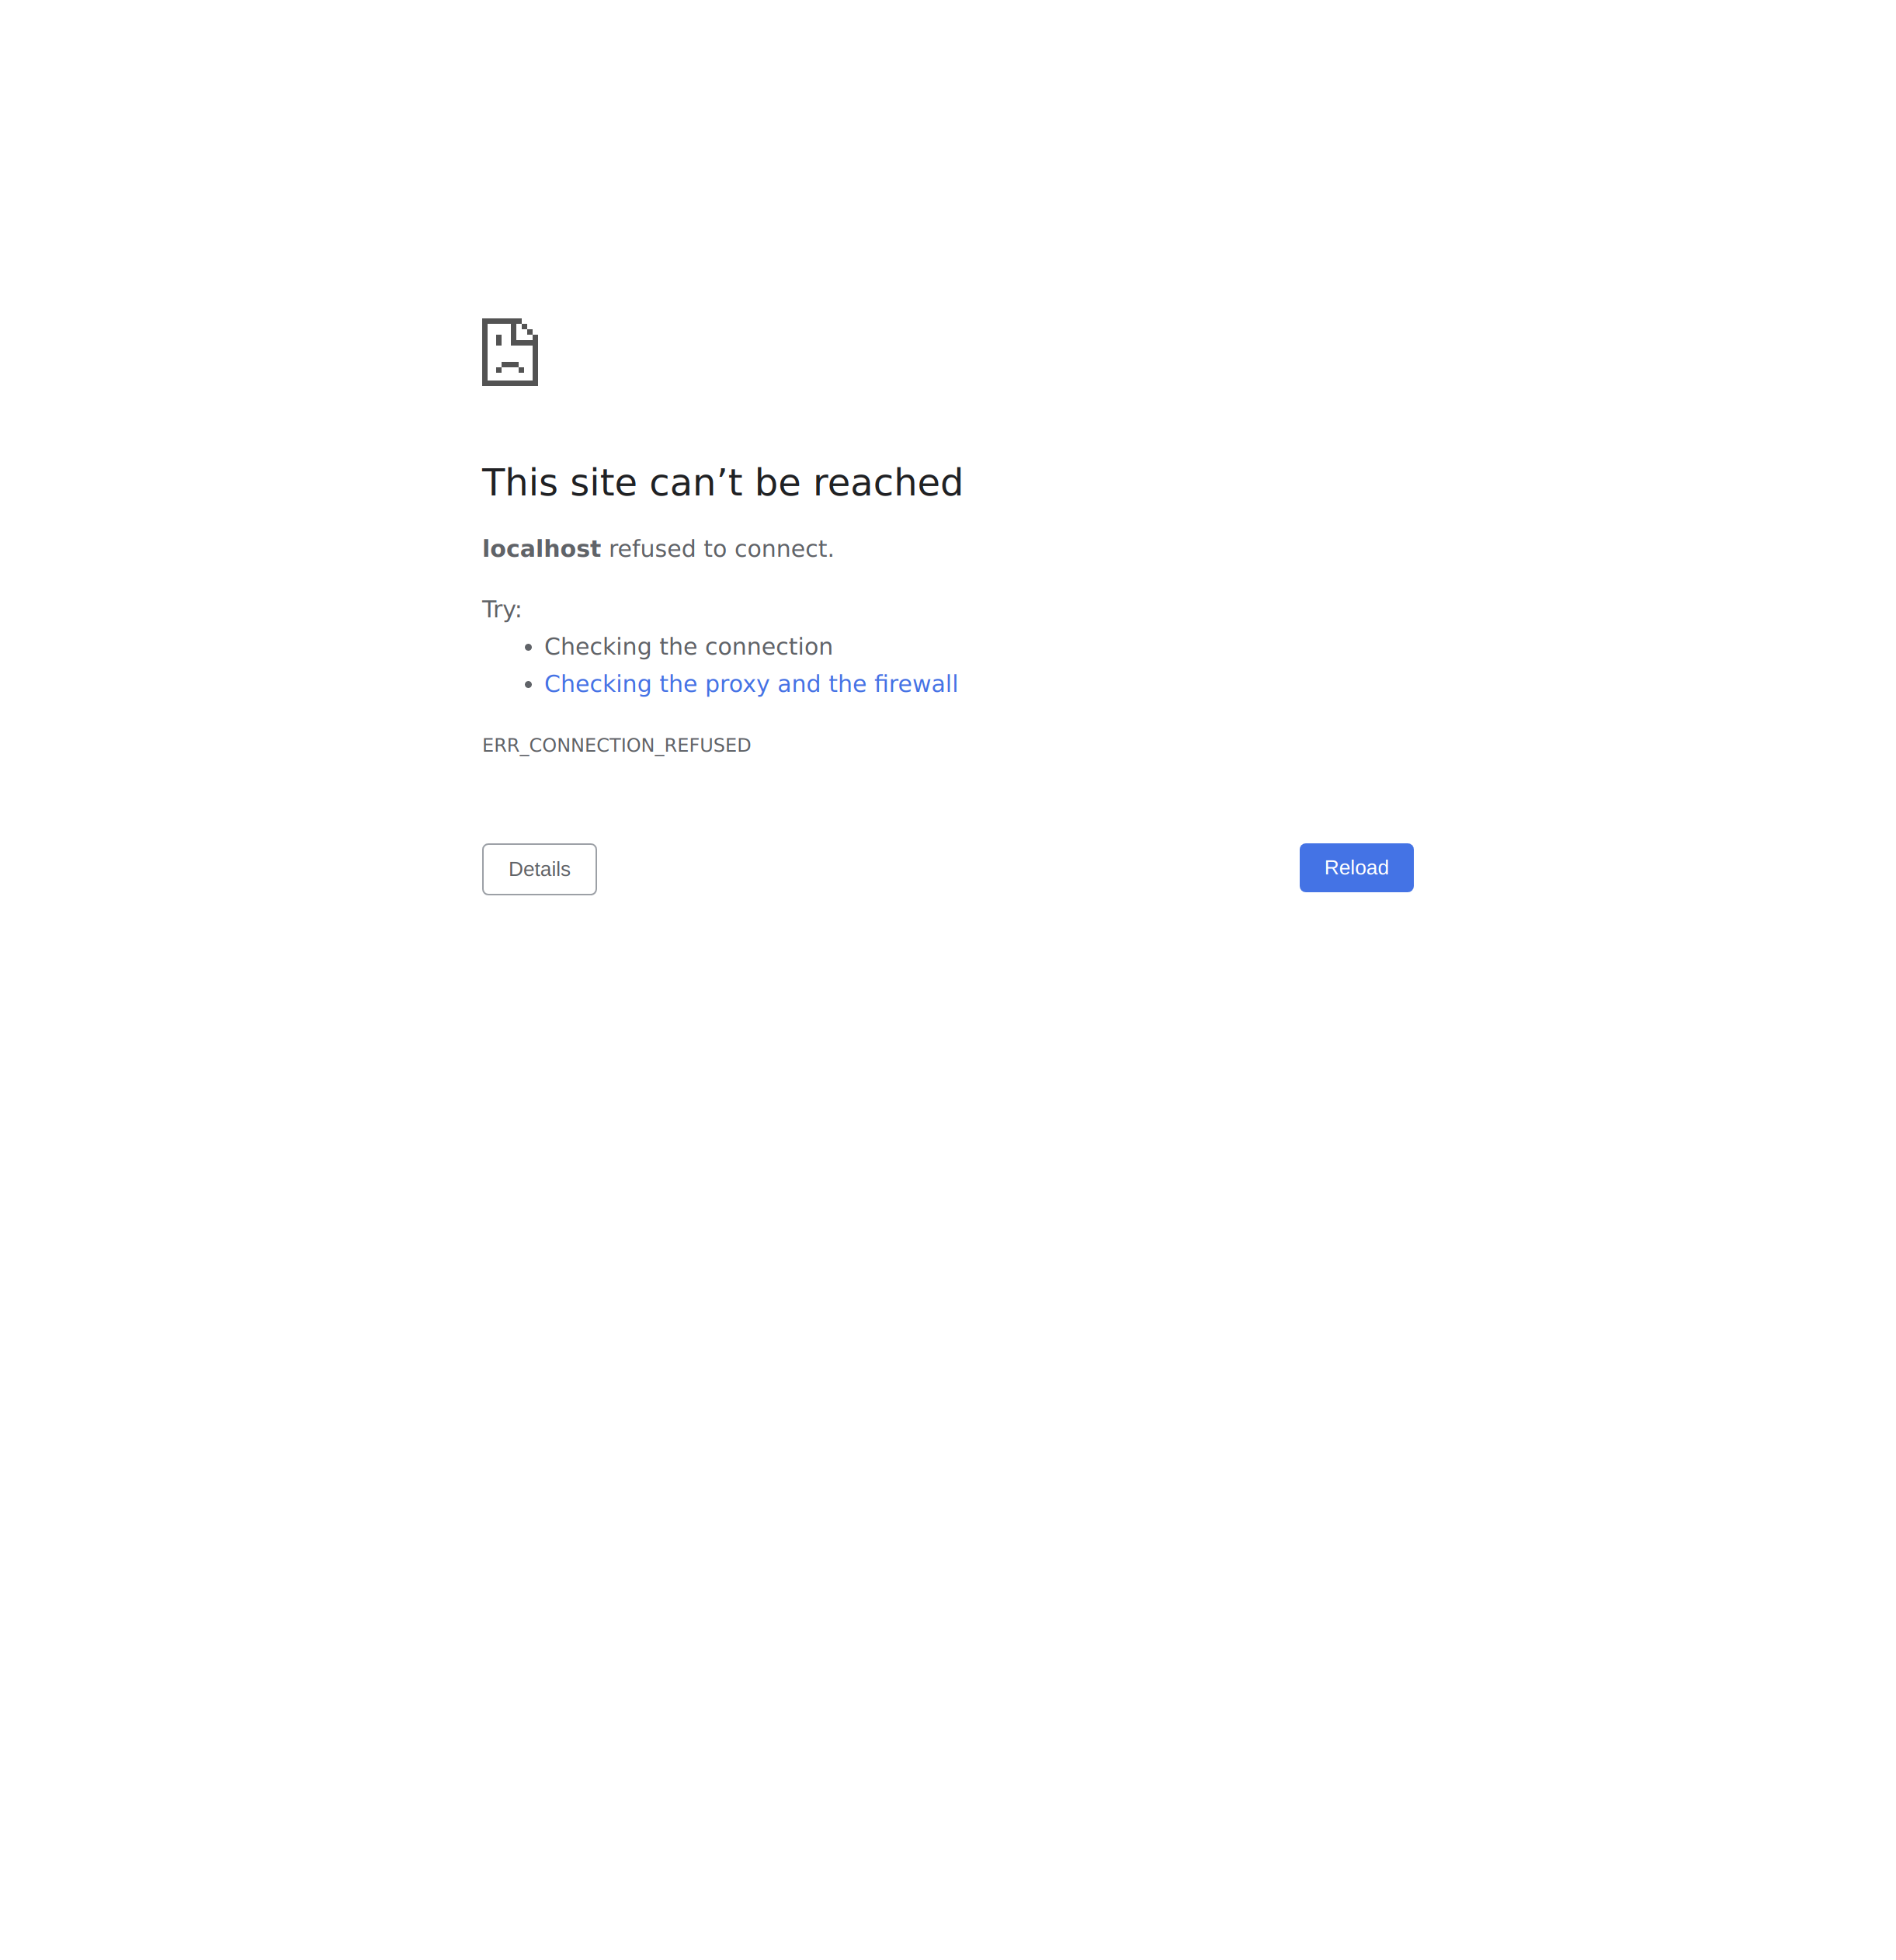 This site can’t be reached
localhost refused to connect.
Try:
• Checking the connection
• Checking the proxy and the firewall
ERR_CONNECTION_REFUSED
Details
Reload